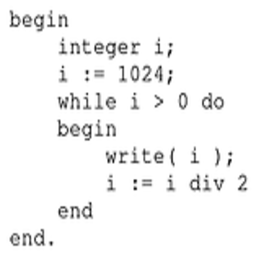 begin
    integer i;
    i := 1024;
    while i > 0 do
    begin
        write( i );
        i := i div 2
    end
end.